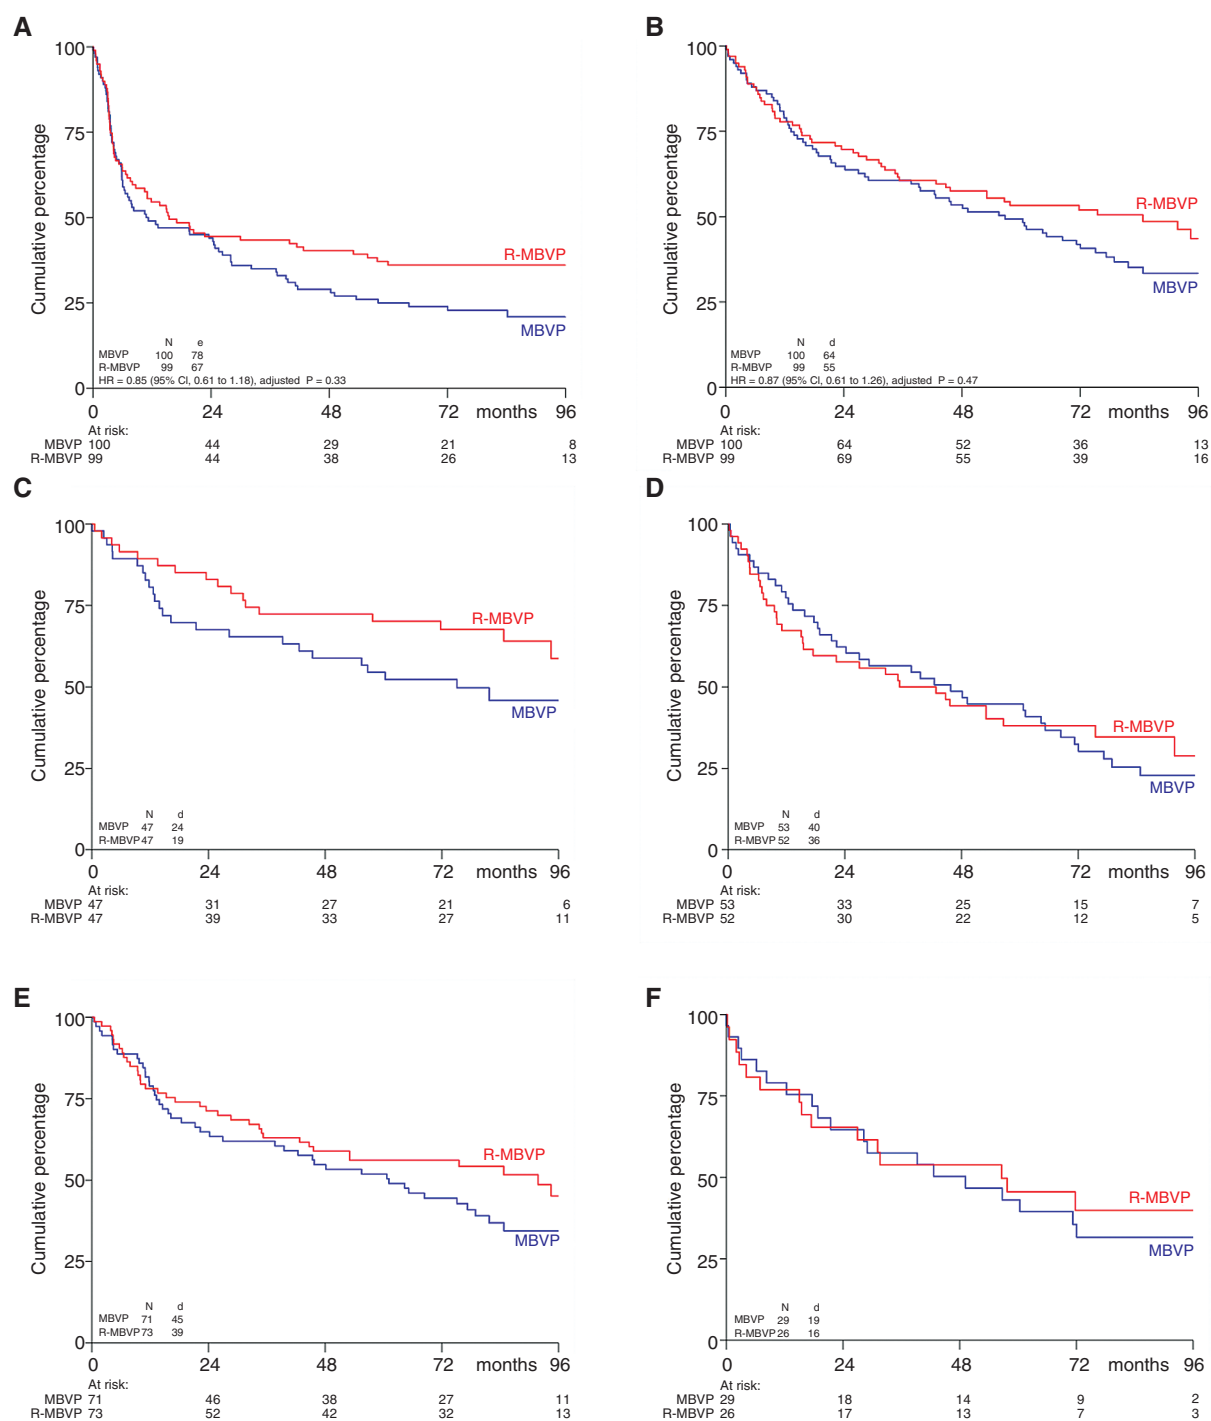 A
Cumulative percentage
100
75
50
25
0
R-MBVP
MBVP
N e
MBVP 100 78
R-MBVP 99 67
HR = 0.85 (95% CI, 0.61 to 1.18), adjusted P = 0.33
0 24 48 72 months 96
At risk:
MBVP 100 44 29 21 8
R-MBVP 99 44 38 26 13
B
Cumulative percentage
100
75
50
25
0
R-MBVP
MBVP
N d
MBVP 100 64
R-MBVP 99 55
HR = 0.87 (95% CI, 0.61 to 1.26), adjusted P = 0.47
0 24 48 72 months 96
At risk:
MBVP 100 64 52 36 13
R-MBVP 99 69 55 39 16
C
Cumulative percentage
100
75
50
25
0
R-MBVP
MBVP
N d
MBVP 47 24
R-MBVP 47 19
0 24 48 72 months 96
At risk:
MBVP 47 31 27 21 6
R-MBVP 47 39 33 27 11
D
Cumulative percentage
100
75
50
25
0
R-MBVP
MBVP
N d
MBVP 53 40
R-MBVP 52 36
0 24 48 72 months 96
At risk:
MBVP 53 33 25 15 7
R-MBVP 52 30 22 12 5
E
Cumulative percentage
100
75
50
25
0
R-MBVP
MBVP
N d
MBVP 71 45
R-MBVP 73 39
0 24 48 72 months 96
At risk:
MBVP 71 46 38 27 11
R-MBVP 73 52 42 32 13
F
Cumulative percentage
100
75
50
25
0
R-MBVP
MBVP
N d
MBVP 29 19
R-MBVP 26 16
0 24 48 72 months 96
At risk:
MBVP 29 18 14 9 2
R-MBVP 26 17 13 7 3